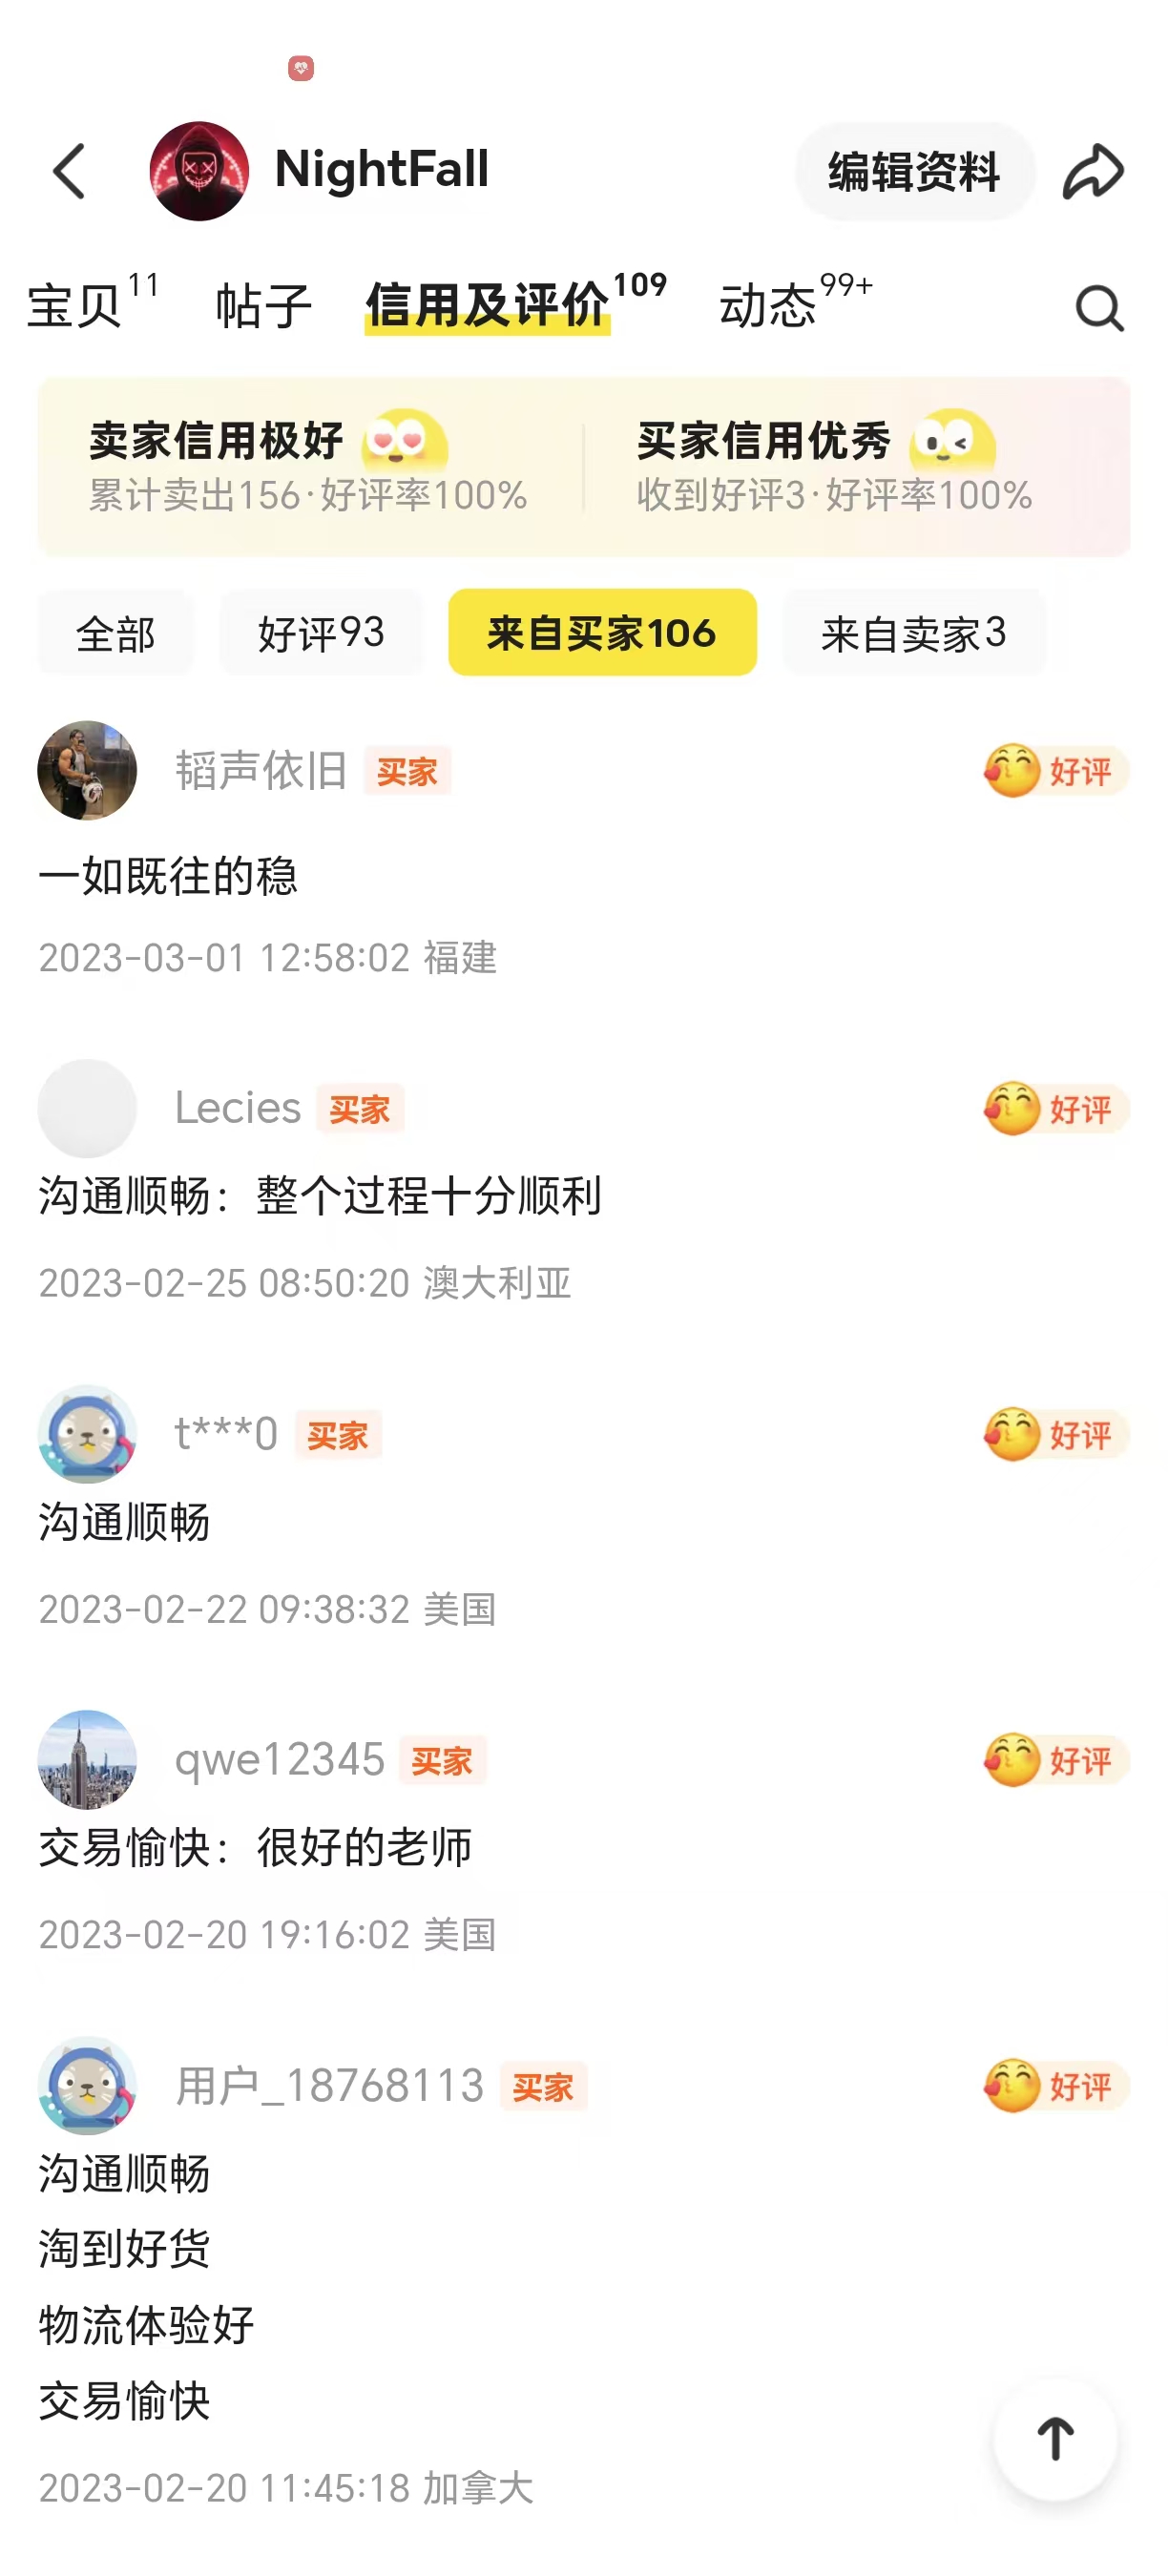 NightFall
编辑资料
宝贝11 帖子 信用及评价109 动态99+
卖家信用极好 买家信用优秀
累计卖出156·好评率100% 收到好评3·好评率100%
全部 好评93 来自买家106 来自卖家3
韬声依旧 买家 好评
一如既往的稳
2023-03-01 12:58:02 福建
Lecies 买家 好评
沟通顺畅：整个过程十分顺利
2023-02-25 08:50:20 澳大利亚
t***0 买家 好评
沟通顺畅
2023-02-22 09:38:32 美国
qwe12345 买家 好评
交易愉快：很好的老师
2023-02-20 19:16:02 美国
用户_18768113 买家 好评
沟通顺畅
淘到好货
物流体验好
交易愉快
2023-02-20 11:45:18 加拿大